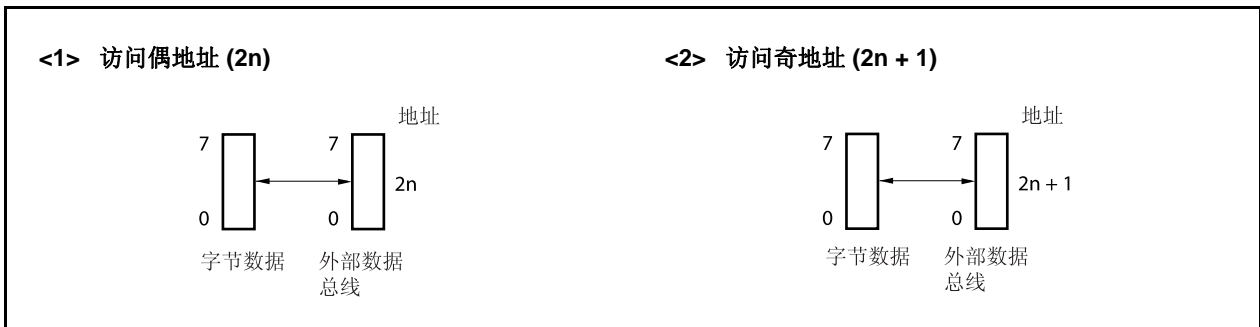 <1> 访问偶地址 (2n)
地址
7
7
2n
0
0
字节数据
外部数据
总线
<2> 访问奇地址 (2n + 1)
地址
7
7
2n + 1
0
0
字节数据
外部数据
总线